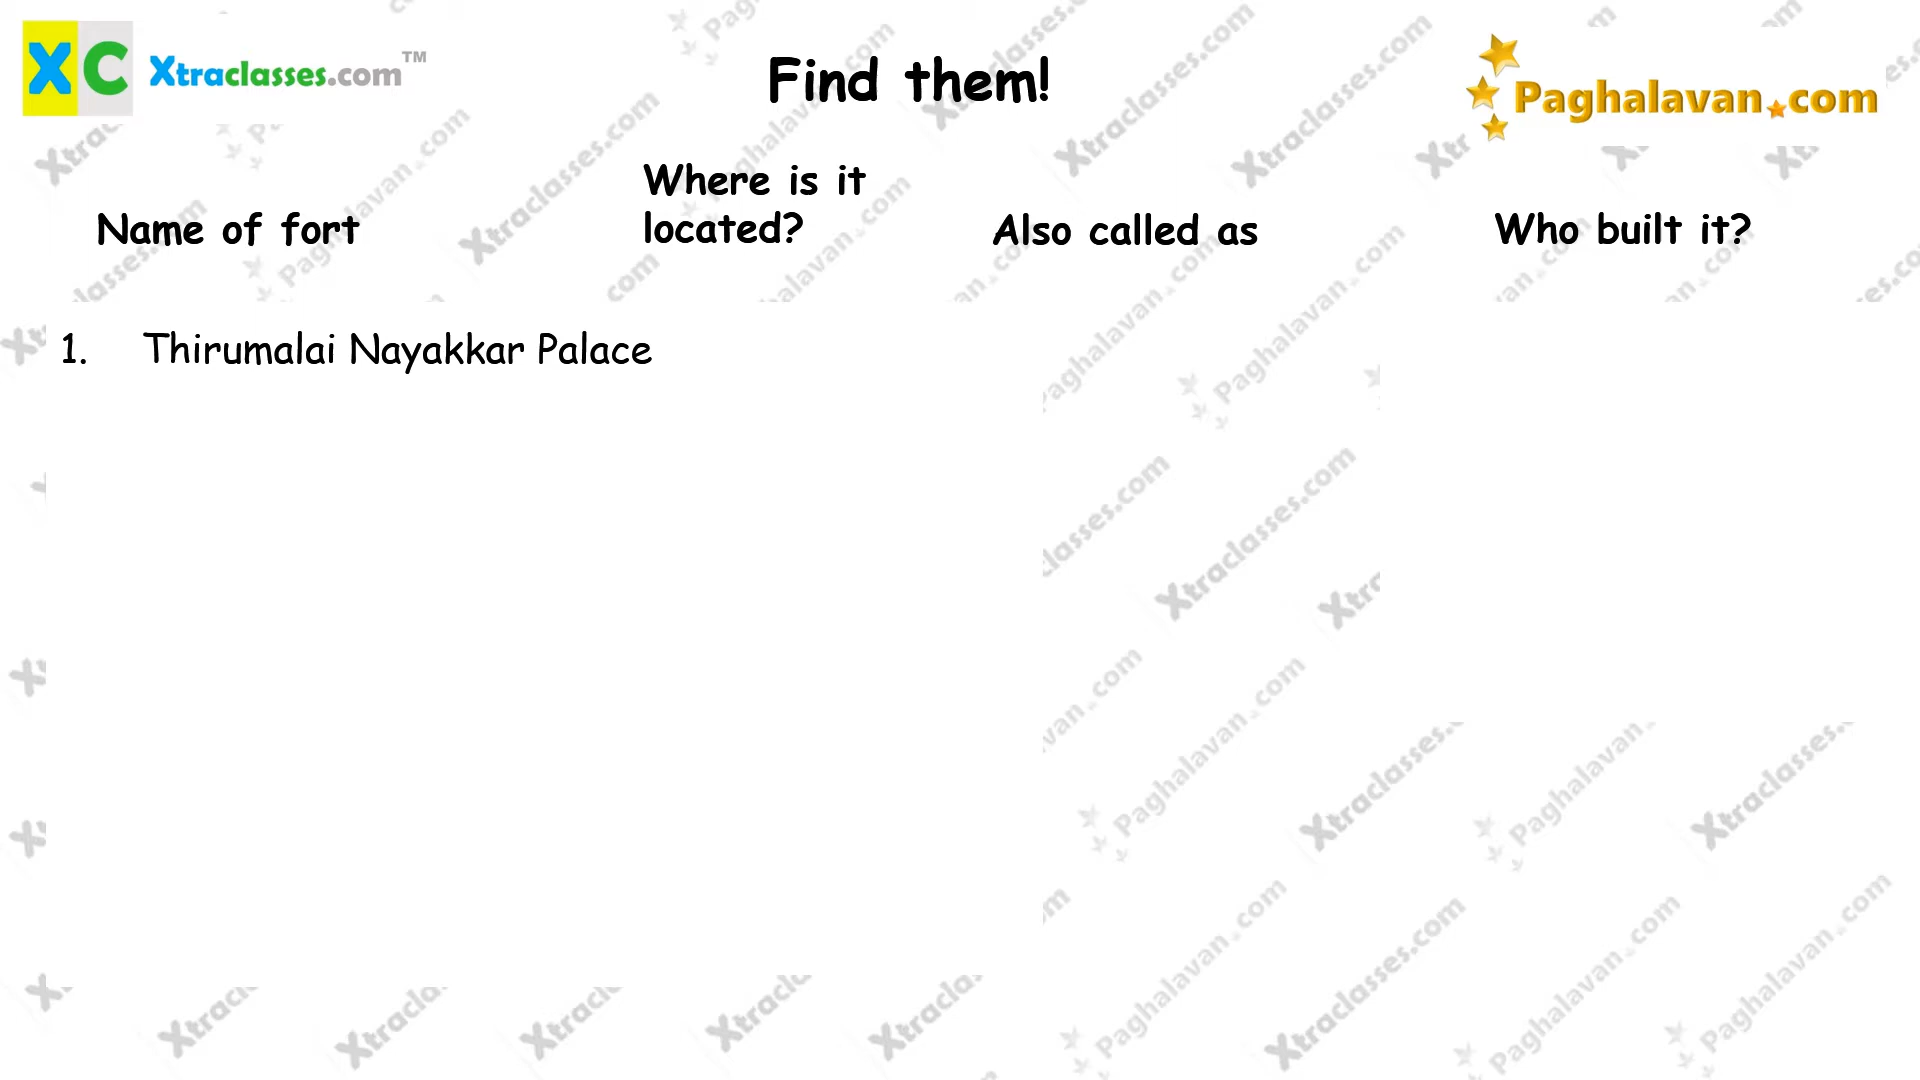 XC Xtraclasses.com™
Find them!
Paghalavan.com
Name of fort
Where is it
located?
Also called as
Who built it?
1. Thirumalai Nayakkar Palace